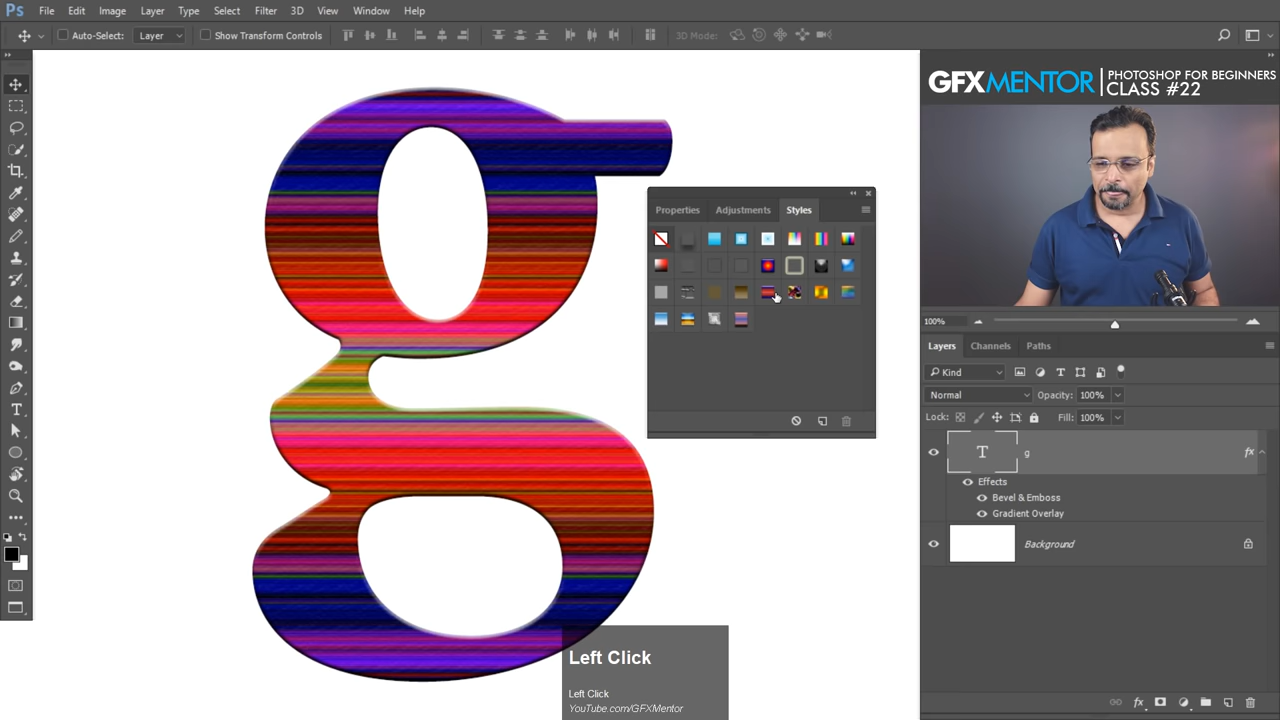 Ps File Edit Image Layer Type Select Filter 3D View Window Help
Auto-Select: Layer Show Transform Controls 3D Mode:
GFXMENTOR PHOTOSHOP FOR BEGINNERS
CLASS #22
g
Properties Adjustments Styles
100%
Layers Channels Paths
Kind T
Normal Opacity: 100%
Lock: Fill: 100%
T g fx
Effects
Bevel & Emboss
Gradient Overlay
Background
Left Click
Left Click
YouTube.com/GFXMentor
fx